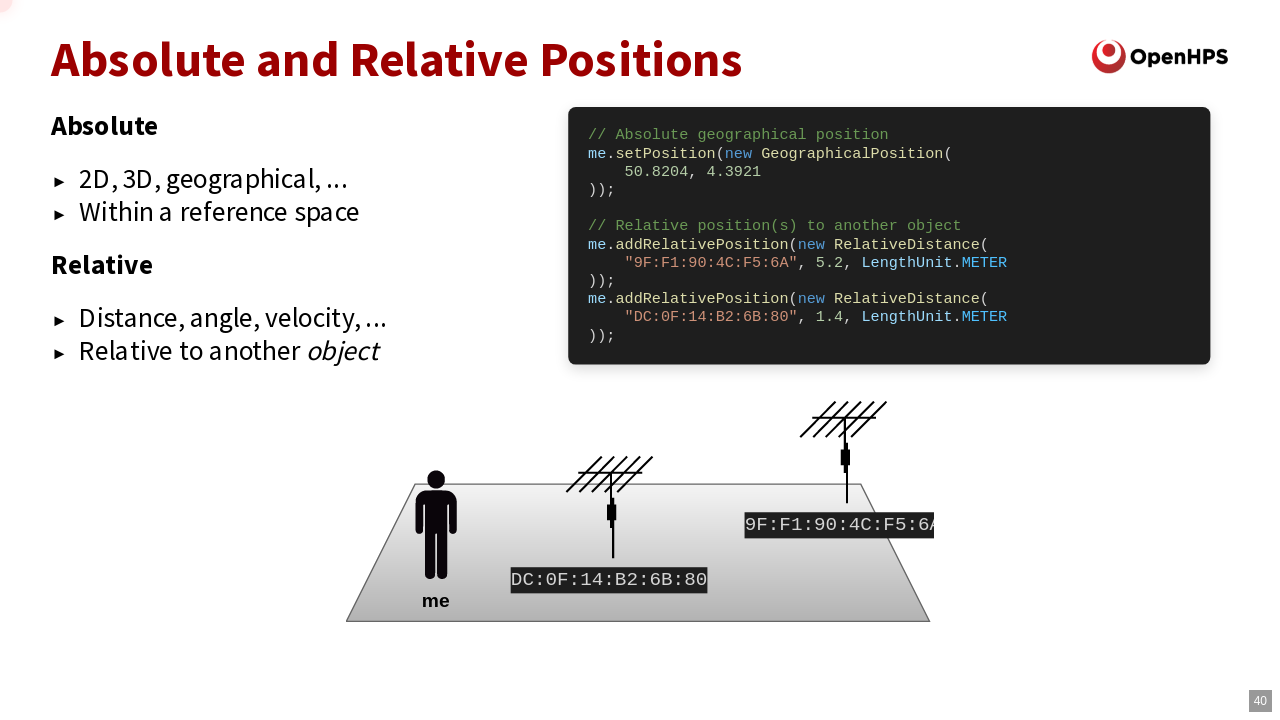 Absolute and Relative Positions
OpenHPS
Absolute
► 2D, 3D, geographical, ...
► Within a reference space
Relative
► Distance, angle, velocity, ...
► Relative to another object
// Absolute geographical position
me.setPosition(new GeographicalPosition(
    50.8204, 4.3921
));
// Relative position(s) to another object
me.addRelativePosition(new RelativeDistance(
    "9F:F1:90:4C:F5:6A", 5.2, LengthUnit.METER
));
me.addRelativePosition(new RelativeDistance(
    "DC:0F:14:B2:6B:80", 1.4, LengthUnit.METER
));
9F:F1:90:4C:F5:6A
DC:0F:14:B2:6B:80
me
40